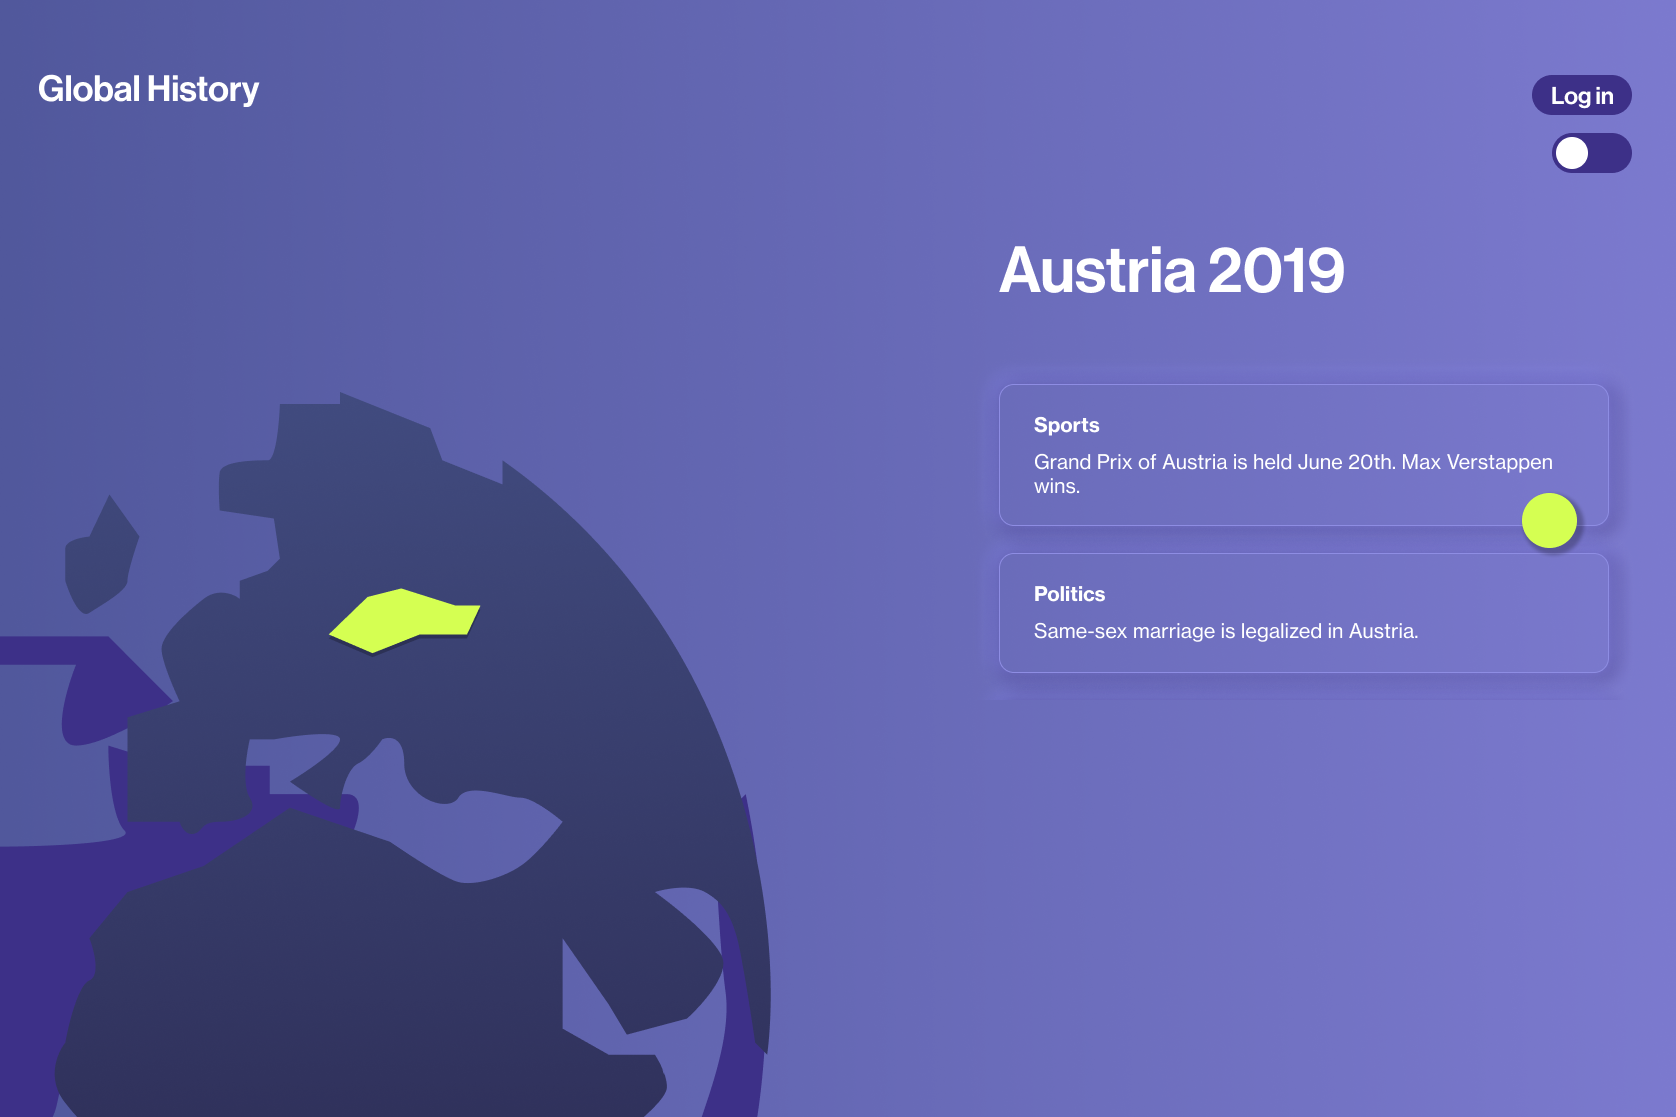 Global History
Log in
Austria 2019
Sports
Grand Prix of Austria is held June 20th. Max Verstappen
wins.
Politics
Same-sex marriage is legalized in Austria.